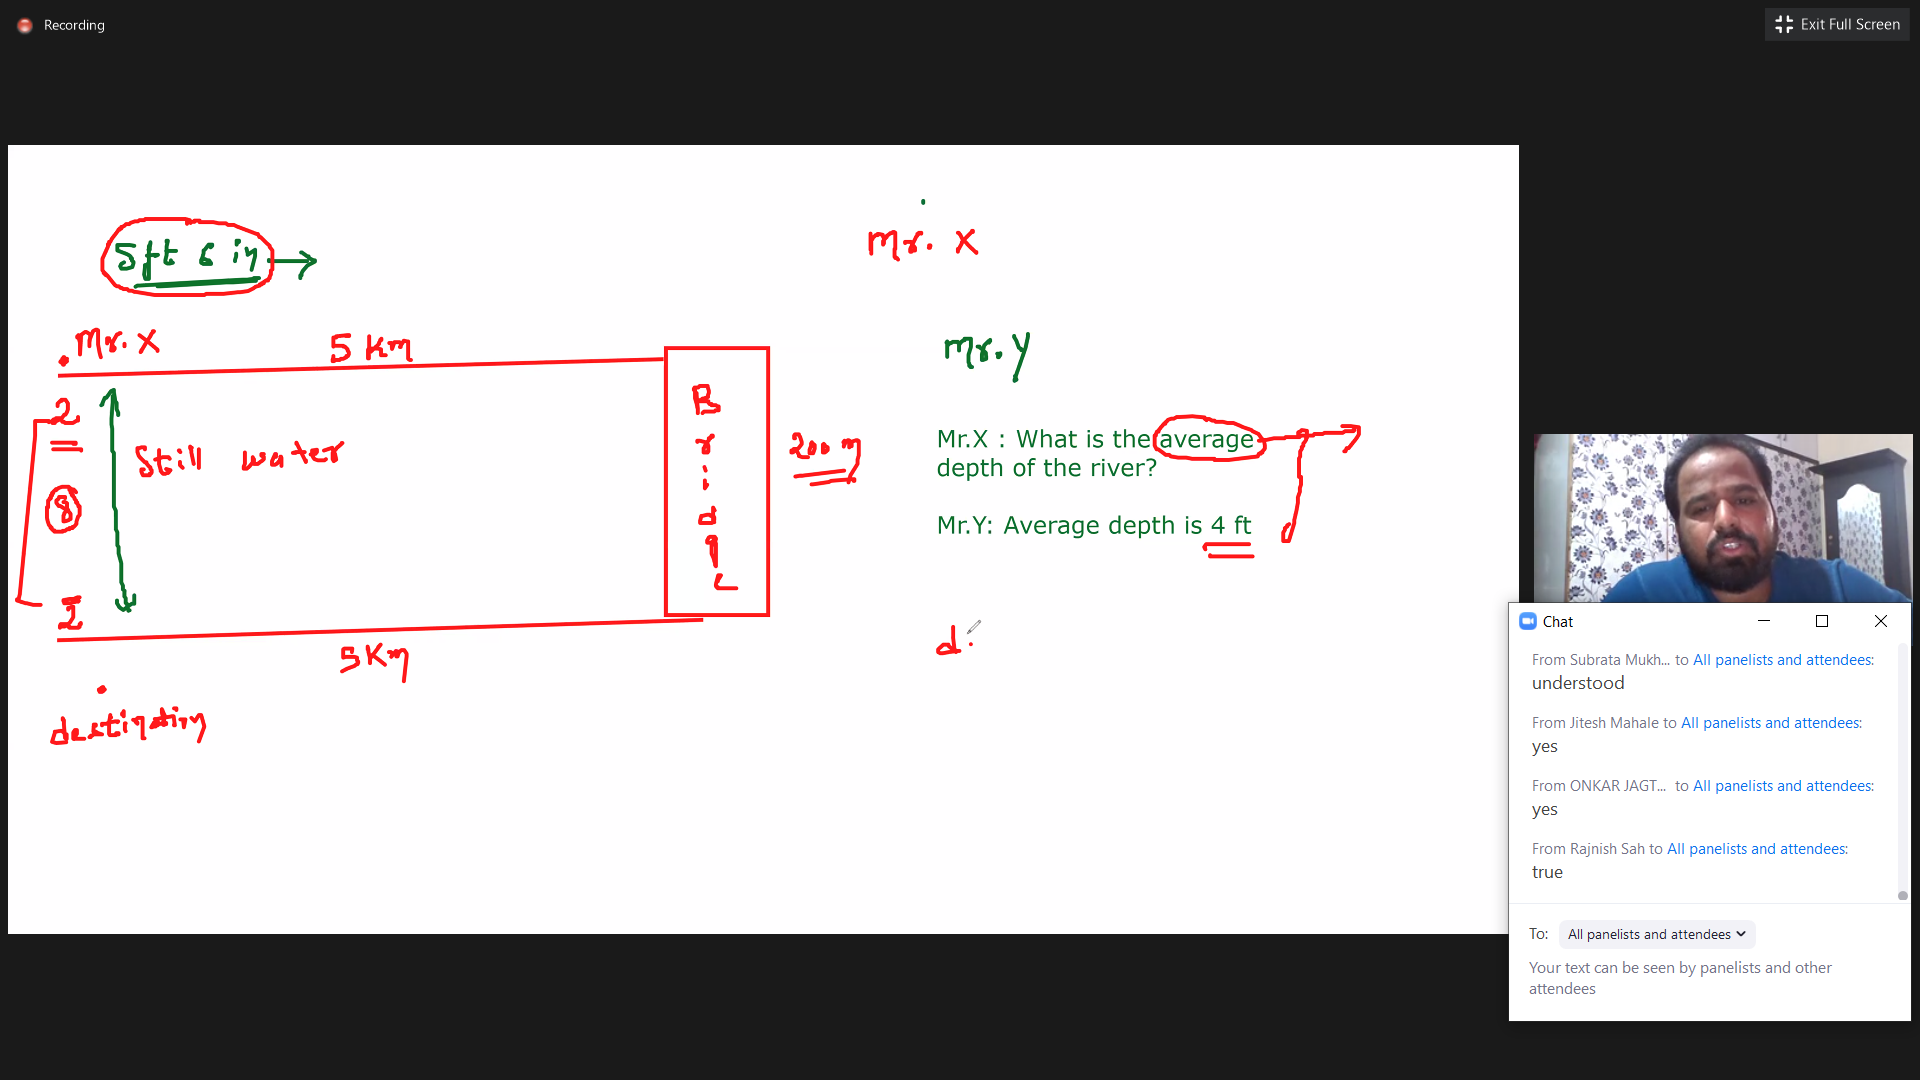 Recording
Exit Full Screen
5ft 6 in
Mr. X
Mr. X
5 Km
Mr. Y
2
Still water
8
2
Bridge
200 m
Mr.X : What is the average
depth of the river?
Mr.Y: Average depth is 4 ft
d.
5 Km
destination
Chat
From Subrata Mukh... to All panelists and attendees:
understood
From Jitesh Mahale to All panelists and attendees:
yes
From ONKAR JAGT... to All panelists and attendees:
yes
From Rajnish Sah to All panelists and attendees:
true
To: All panelists and attendees
Your text can be seen by panelists and other
attendees